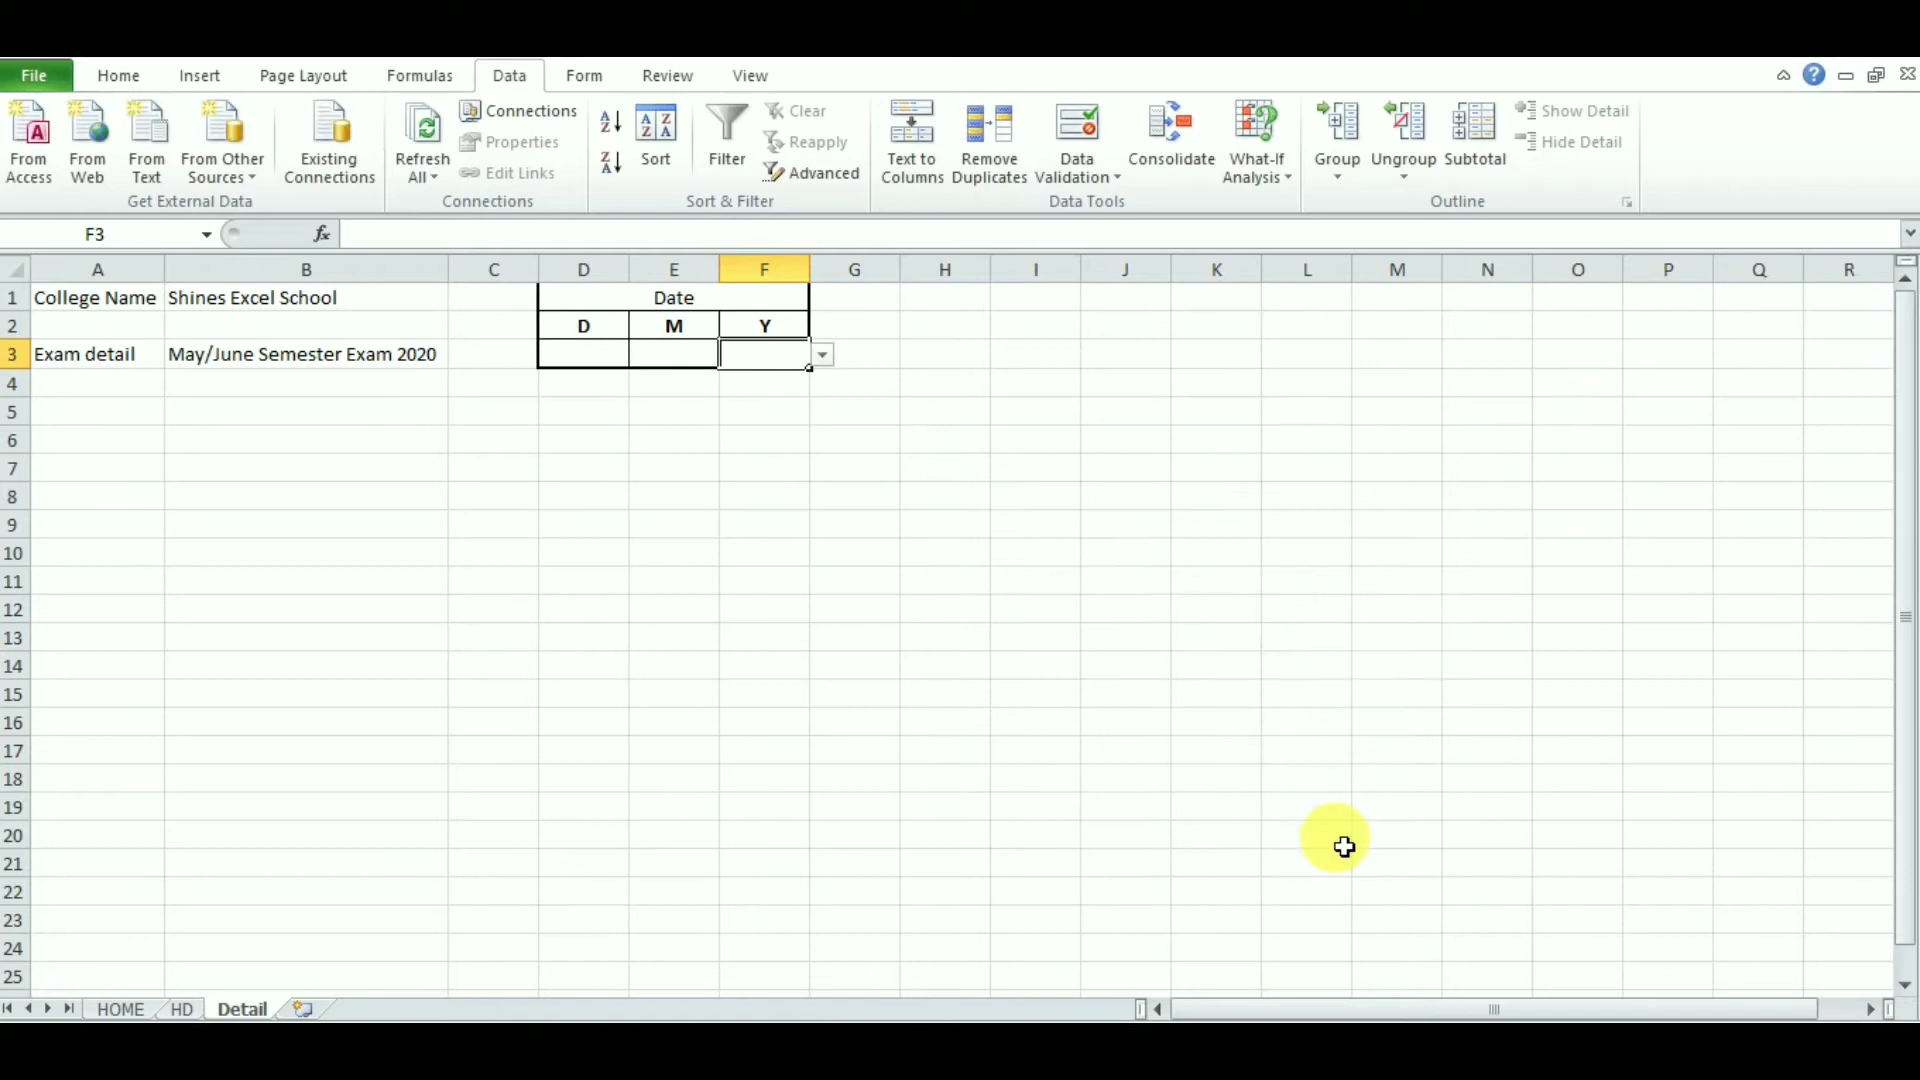 File Home Insert Page Layout Formulas Data Form Review View
From Access
From Web
From Text
From Other Sources
Existing Connections
Get External Data
Refresh All
Connections
Properties
Edit Links
Connections
Sort
Filter
Clear
Reapply
Advanced
Sort & Filter
Text to Columns
Remove Duplicates
Data Validation
Consolidate
What-If Analysis
Data Tools
Group
Ungroup
Subtotal
Show Detail
Hide Detail
Outline
F3 fx
A B C D E F G H I J K L M N O P Q R
1 College Name Shines Excel School Date
2 D M Y
3 Exam detail May/June Semester Exam 2020
4
5
6
7
8
9
10
11
12
13
14
15
16
17
18
19
20
21
22
23
24
25
HOME HD Detail